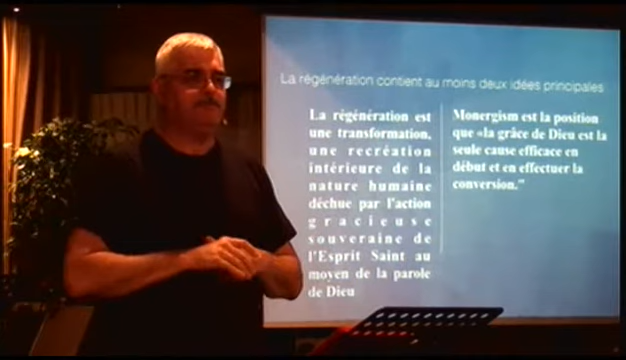 La régénération contient au moins deux idées principales
La régénération est
une transformation,
une recréation
intérieure de la
nature humaine
déchue par l'action
gracieuse
souveraine de
l'Esprit Saint au
moyen de la parole
de Dieu
Monergism est la position
que «la grâce de Dieu est la
seule cause efficace en
début et en effectuer la
conversion."